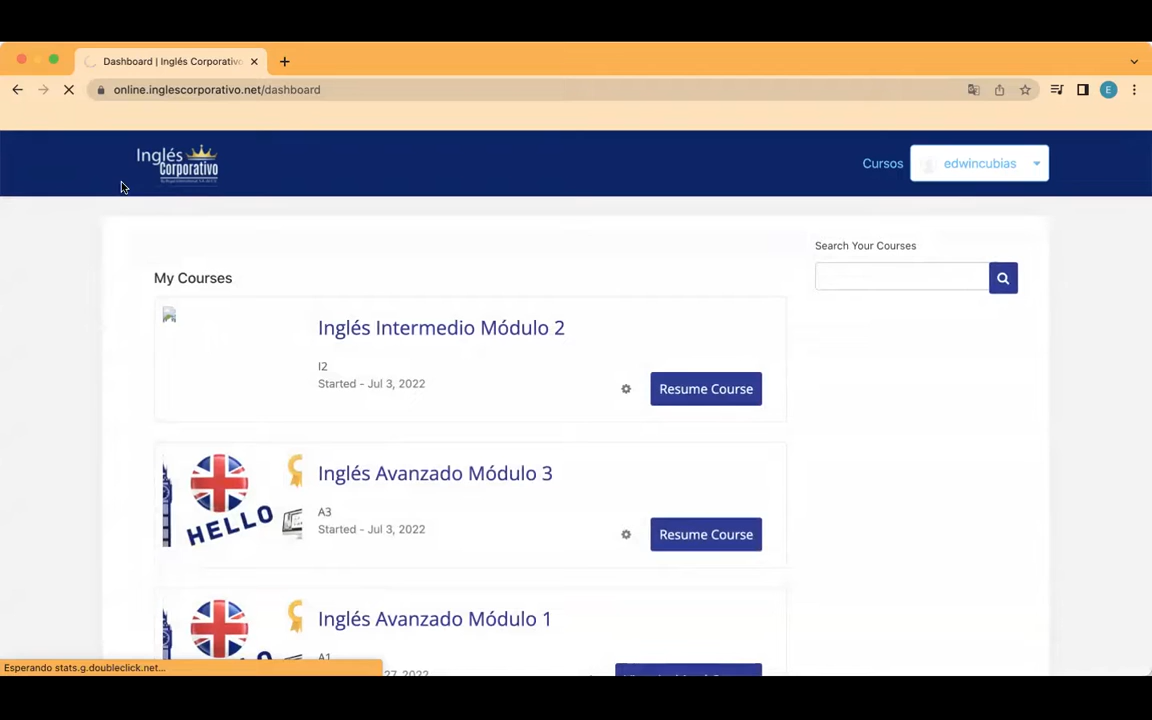 Dashboard | Inglés Corporativo
online.inglescorporativo.net/dashboard
E
Inglés
Corporativo
Cursos
edwincubias
Search Your Courses
My Courses
Inglés Intermedio Módulo 2
I2
Started - Jul 3, 2022
Resume Course
Inglés Avanzado Módulo 3
HELLO
A3
Started - Jul 3, 2022
Resume Course
Inglés Avanzado Módulo 1
A1
2022
Esperando stats.g.doubleclick.net...